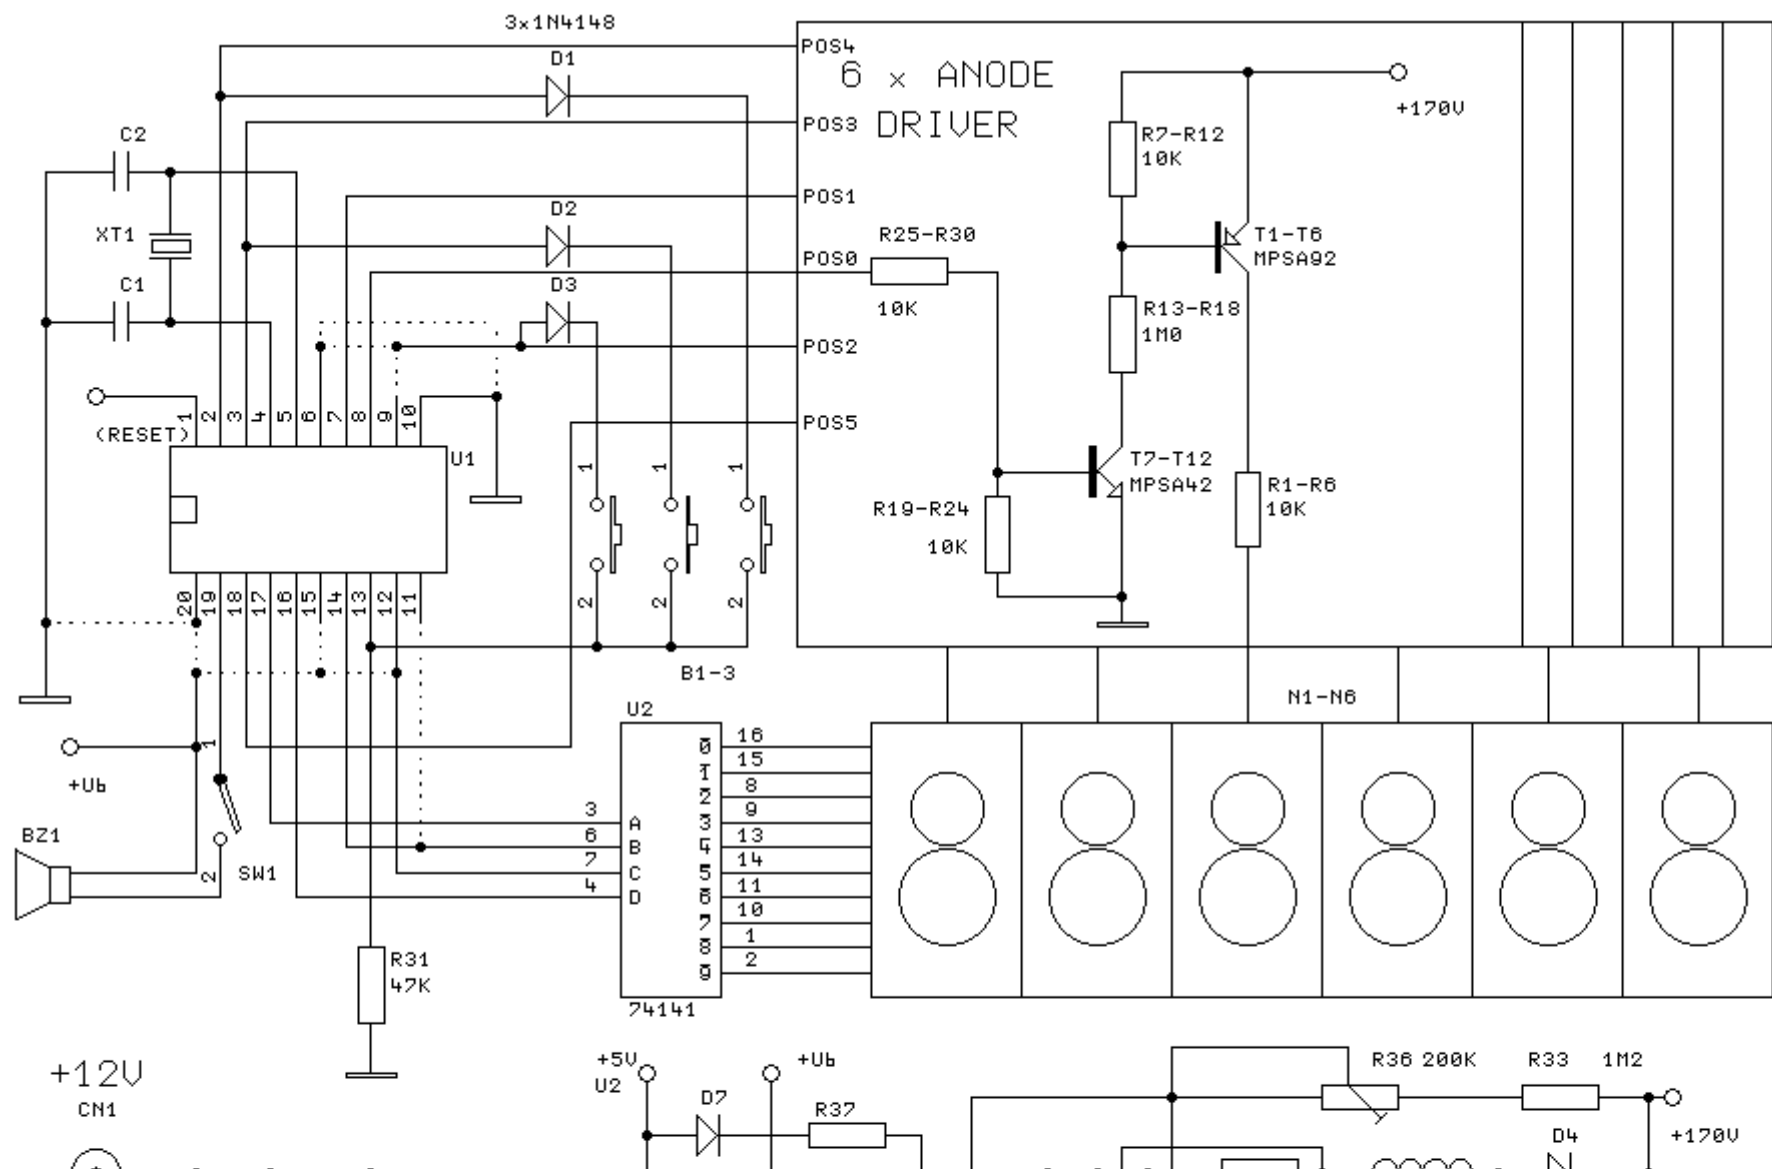 3x1N4148
POS4
D1
6 x ANODE
DRIVER
+170V
POS3
C2
R7-R12
10K
POS1
D2
XT1
R25-R30
T1-T6
MPSA92
POS0
C1
D3
10K
R13-R18
1M0
POS2
1 2 3 4 5 6 7 8 9 10
(RESET)
POS5
U1
1 1 1
T7-T12
MPSA42
R1-R6
10K
R19-R24
10K
20 19 18 17 16 15 14 13 12 11
2 2 2
B1-3
N1-N6
U2
1
+Ub
16
0
15
1
8
2
3
A
9
3
6
B
13
4
7
C
14
5
4
D
11
6
10
7
1
8
2
9
BZ1
2
SW1
R31
47K
74141
+12V
CN1
+5V
U2
+Ub
D7
R37
R36 200K
R33 1M2
+170V
D4